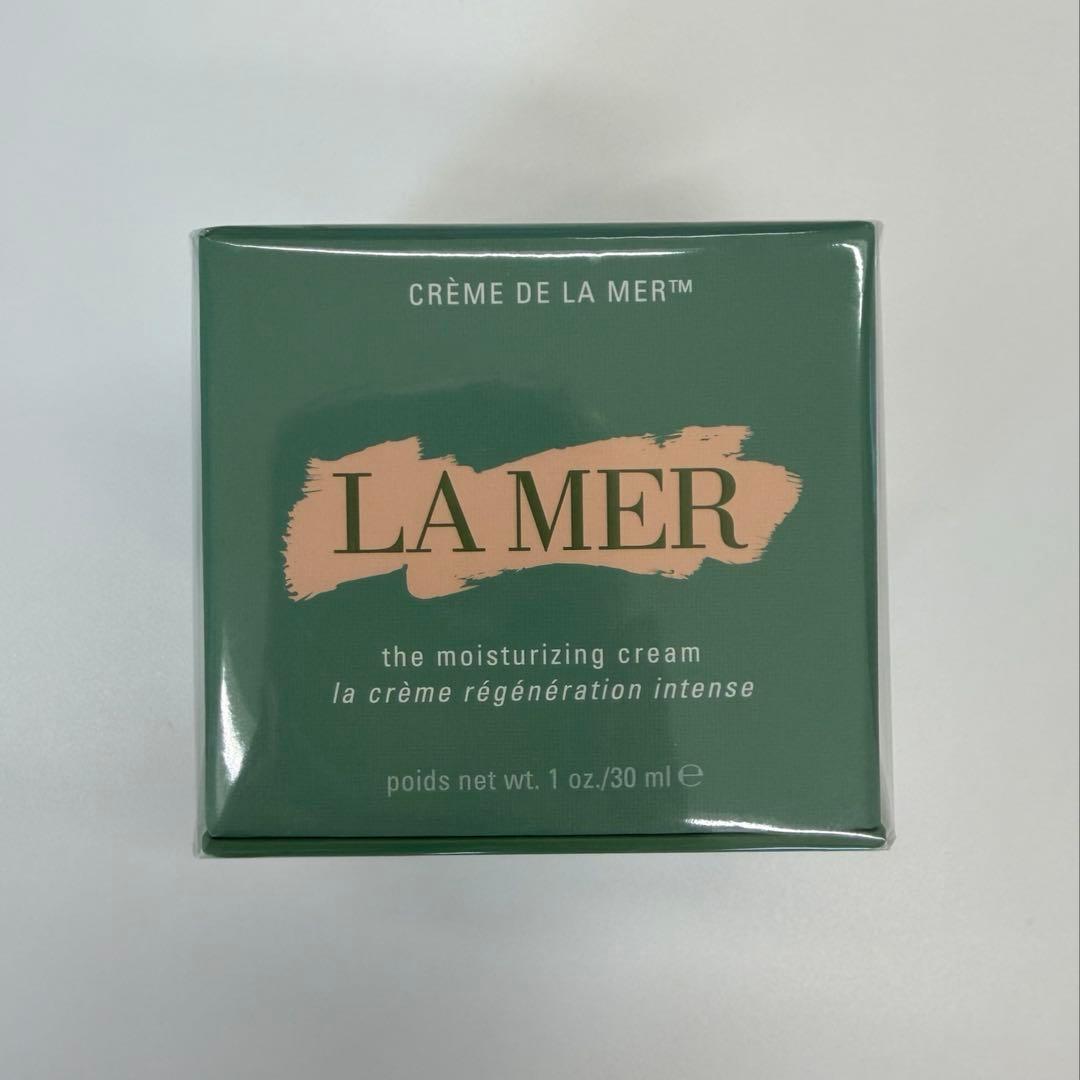 CRÈME DE LA MER™
LA MER
the moisturizing cream
la crème régénération intense
poids net wt. 1 oz./30 ml ℮